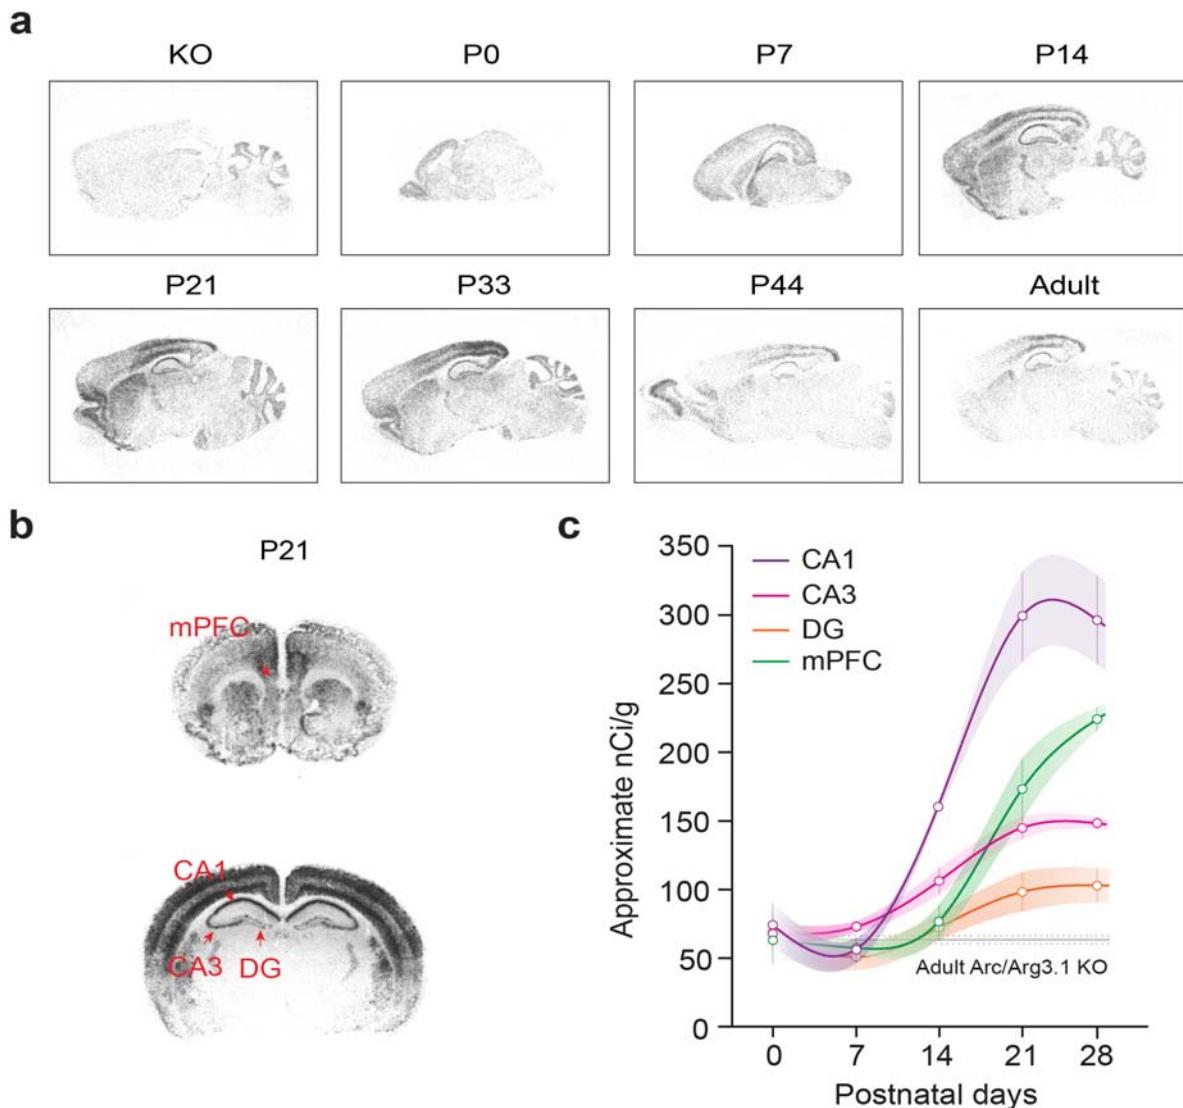 a
KO
P0
P7
P14
P21
P33
P44
Adult
b
P21
mPFC
CA1
CA3
DG
c
350
300
250
200
150
100
50
0
Approximate nCi/g
CA1
CA3
DG
mPFC
Adult Arc/Arg3.1 KO
0 7 14 21 28
Postnatal days